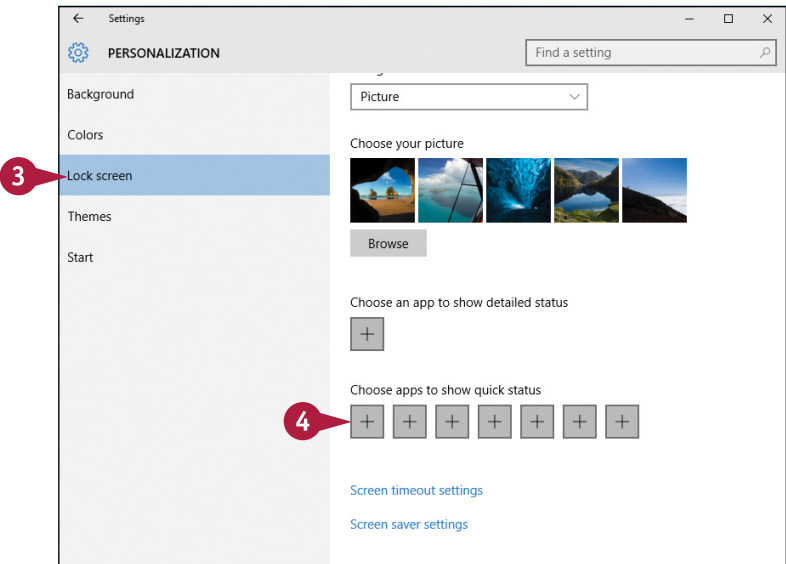 Settings
PERSONALIZATION
Find a setting
Background
Colors
3
Lock screen
Themes
Start
Picture
Choose your picture
Browse
Choose an app to show detailed status
Choose apps to show quick status
4
Screen timeout settings
Screen saver settings